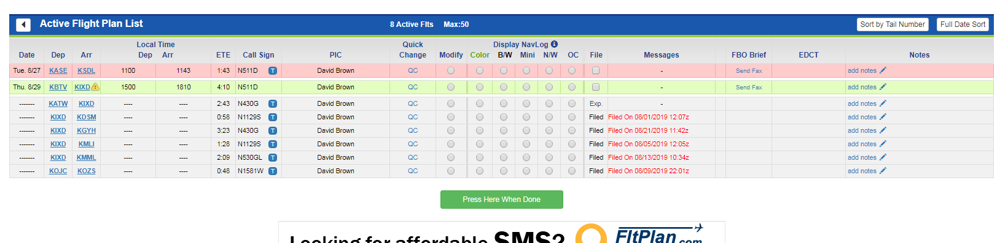 Active Flight Plan List 8 Active Flts Max:50 Sort by Tail Number Full Date Sort
Local Time Quick Display NavLog
Date Dep Arr Dep Arr ETE Call Sign PIC Change Modify Color B/W Mini N/W OC File Messages FBO Brief EDCT Notes
Tue. 8/27 KASE KSDL 1100 1143 1:43 N511D T David Brown QC - Send Fax add notes
Thu. 8/29 KBTV KIXD 1500 1810 4:10 N511D David Brown QC - Send Fax add notes
------- KATW KIXD ---- ---- 2:43 N430G T David Brown QC Exp. - add notes
------- KIXD KDSM ---- ---- 0:58 N1129S T David Brown QC Filed Filed On 08/01/2019 12:07z add notes
------- KIXD KGYH ---- ---- 3:23 N430G T David Brown QC Filed Filed On 08/21/2019 11:42z add notes
------- KIXD KMLI ---- ---- 1:28 N1129S T David Brown QC Filed Filed On 08/05/2019 12:05z add notes
------- KIXD KMML ---- ---- 2:09 N530GL T David Brown QC Filed Filed On 08/13/2019 10:34z add notes
------- KOJC KOZS ---- ---- 0:48 N1581W T David Brown QC Filed Filed On 08/09/2019 22:01z add notes
Press Here When Done
Looking for affordable SMS? FltPlan.com